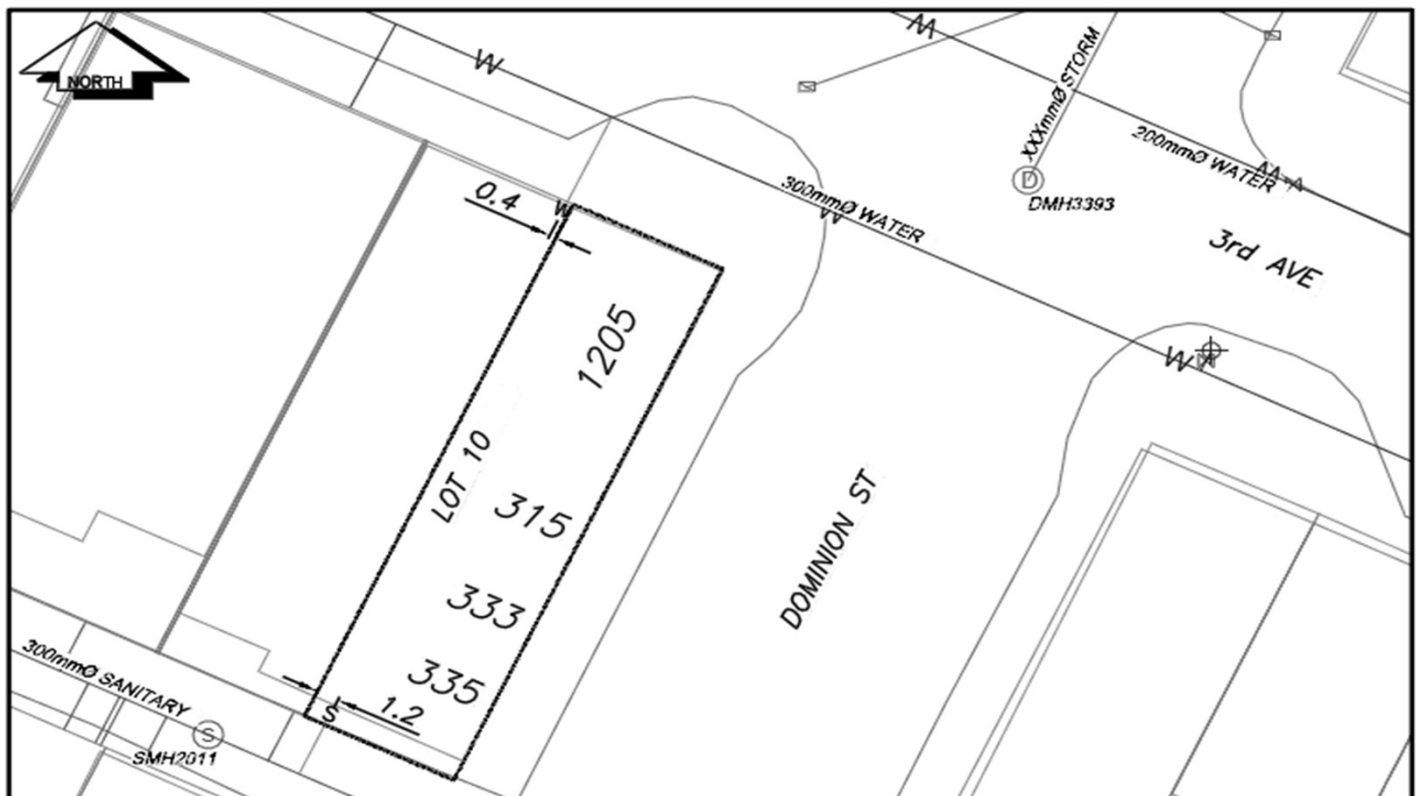 NORTH
W
W
XXXmmØ STORM
200mmØ WATER
D
DMH3393
3rd AVE
300mmØ WATER
W
0.4
W
1205
W
LOT 10
315
DOMINION ST
333
335
1.2
S
300mmØ SANITARY
S
SMH2011